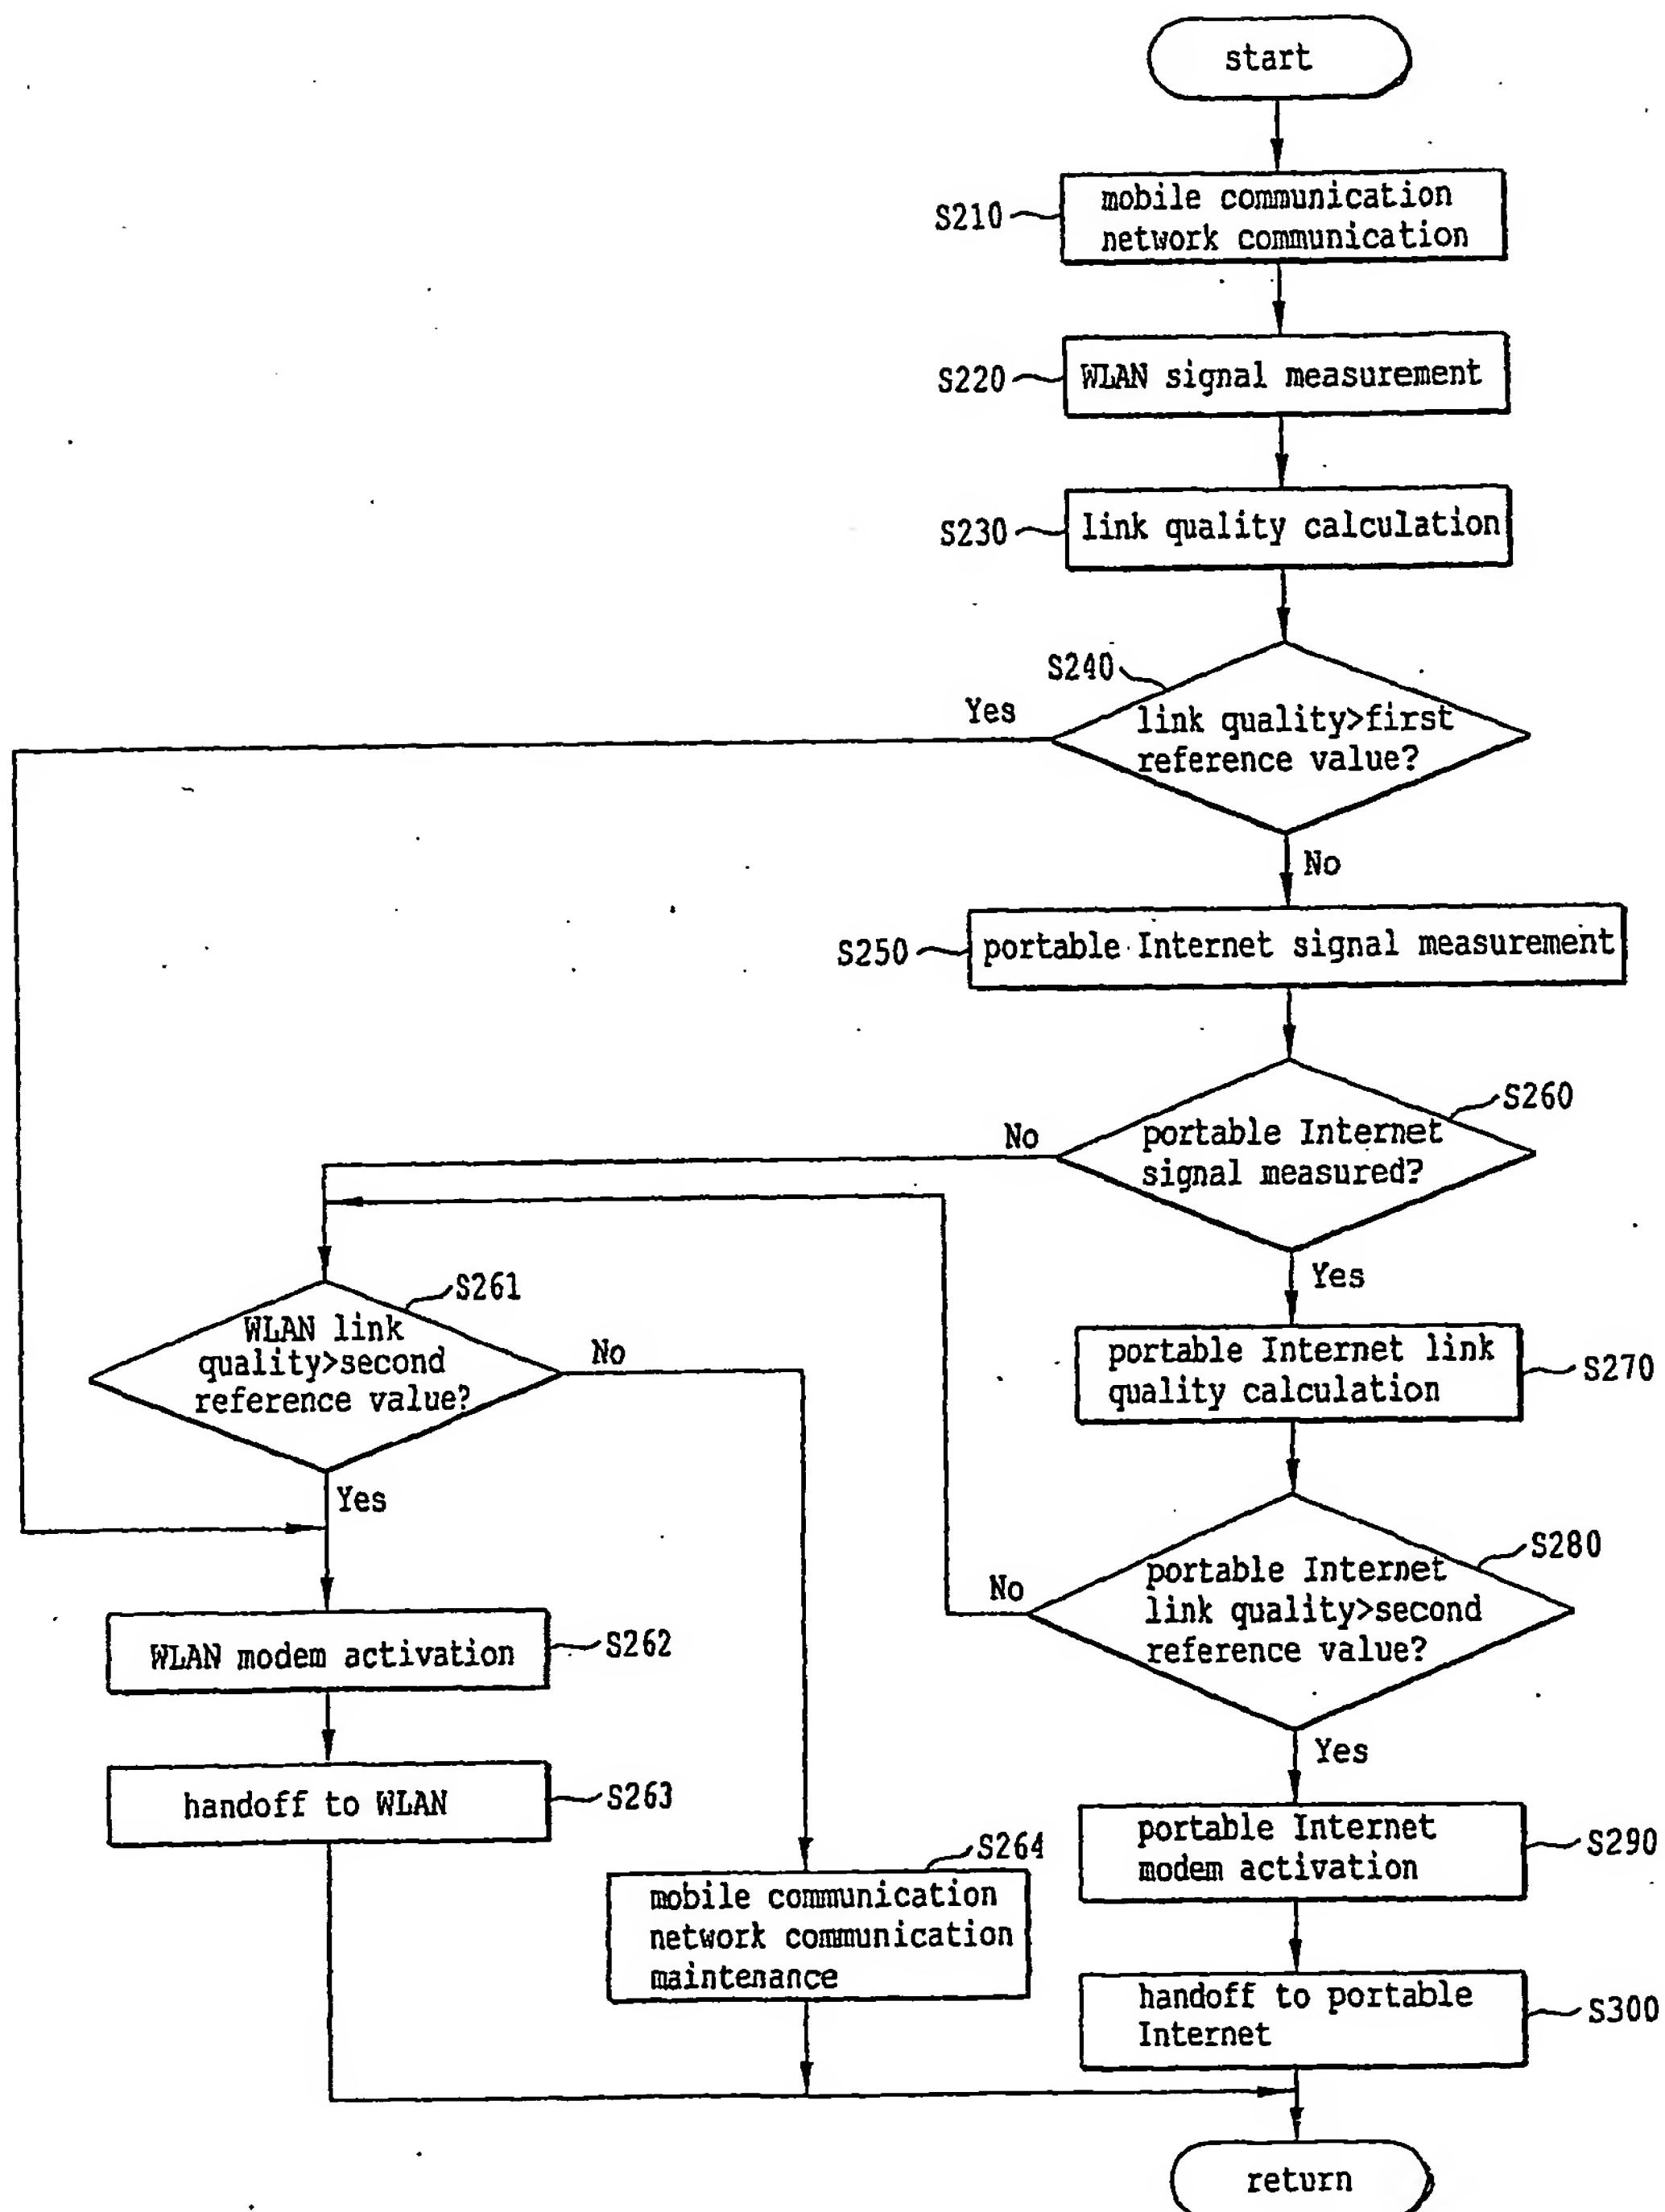 start
S210
mobile communication
network communication
S220
WLAN signal measurement
S230
link quality calculation
S240
Yes
link quality>first
reference value?
No
S250
portable Internet signal measurement
S260
No
portable Internet
signal measured?
Yes
S261
WLAN link
quality>second
reference value?
No
Yes
portable Internet link
quality calculation
S270
S280
No
portable Internet
link quality>second
reference value?
Yes
WLAN modem activation
S262
handoff to WLAN
S263
S264
mobile communication
network communication
maintenance
portable Internet
modem activation
S290
handoff to portable
Internet
S300
return